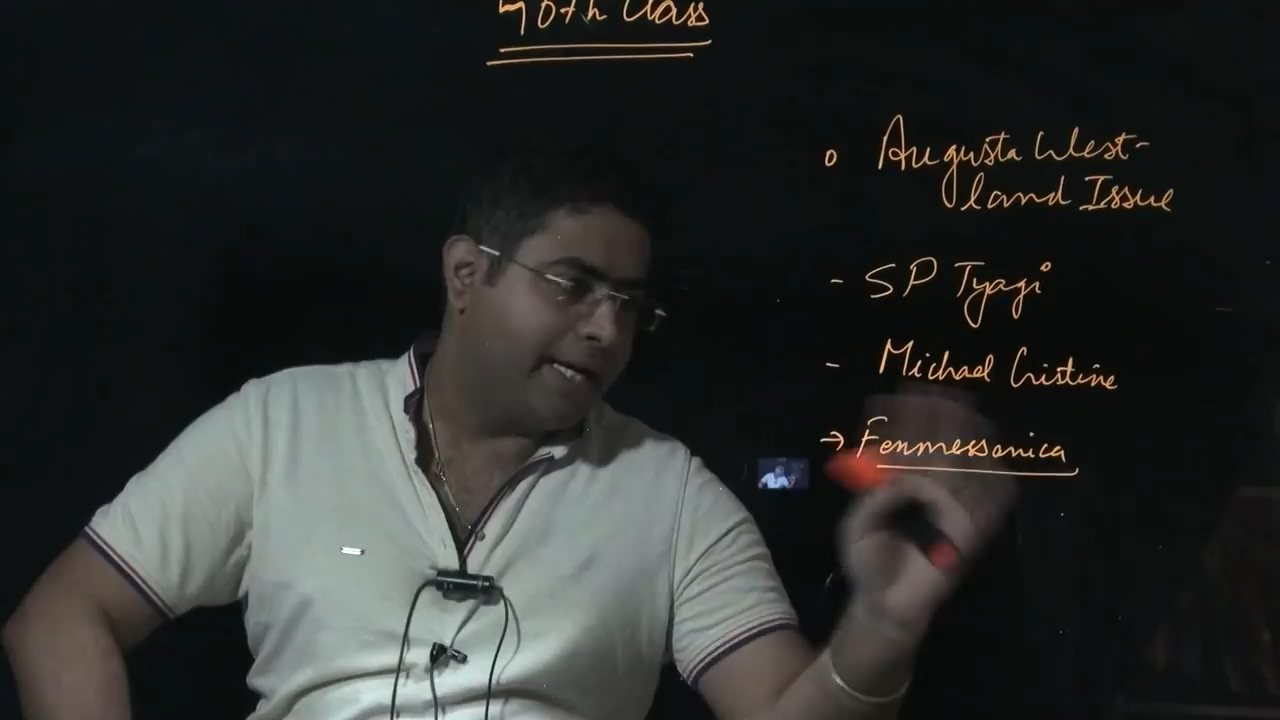 40th Class
o Augusta West-
land Issue
- SP Tyagi
- Michael Cristine
→ Fenmessanica